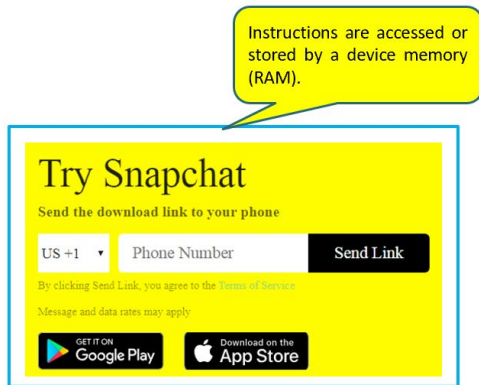 Instructions are accessed or
stored by a device memory
(RAM).
Try Snapchat
Send the download link to your phone
US +1 Phone Number Send Link
By clicking Send Link, you agree to the Terms of Service
Message and data rates may apply
GET IT ON
Google Play
Download on the
App Store